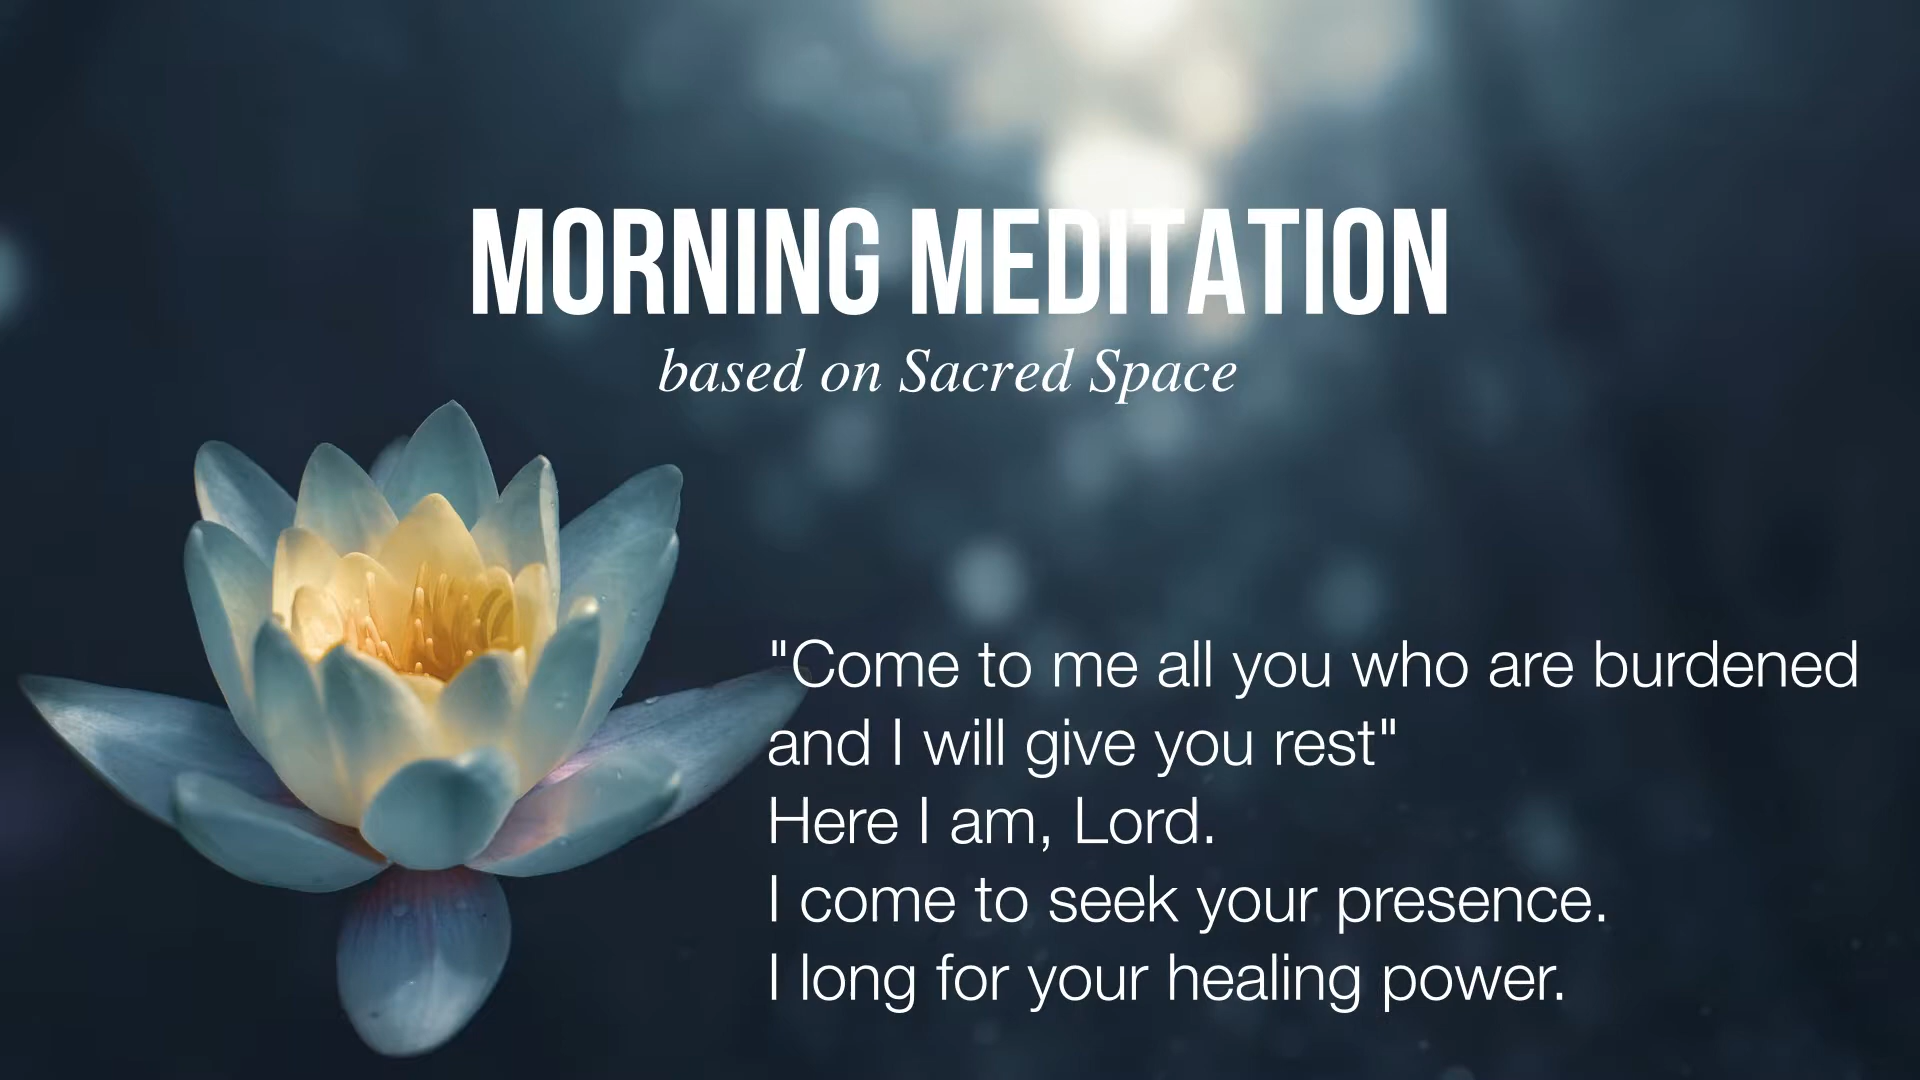 MORNING MEDITATION
based on Sacred Space
"Come to me all you who are burdened
and I will give you rest"
Here I am, Lord.
I come to seek your presence.
I long for your healing power.